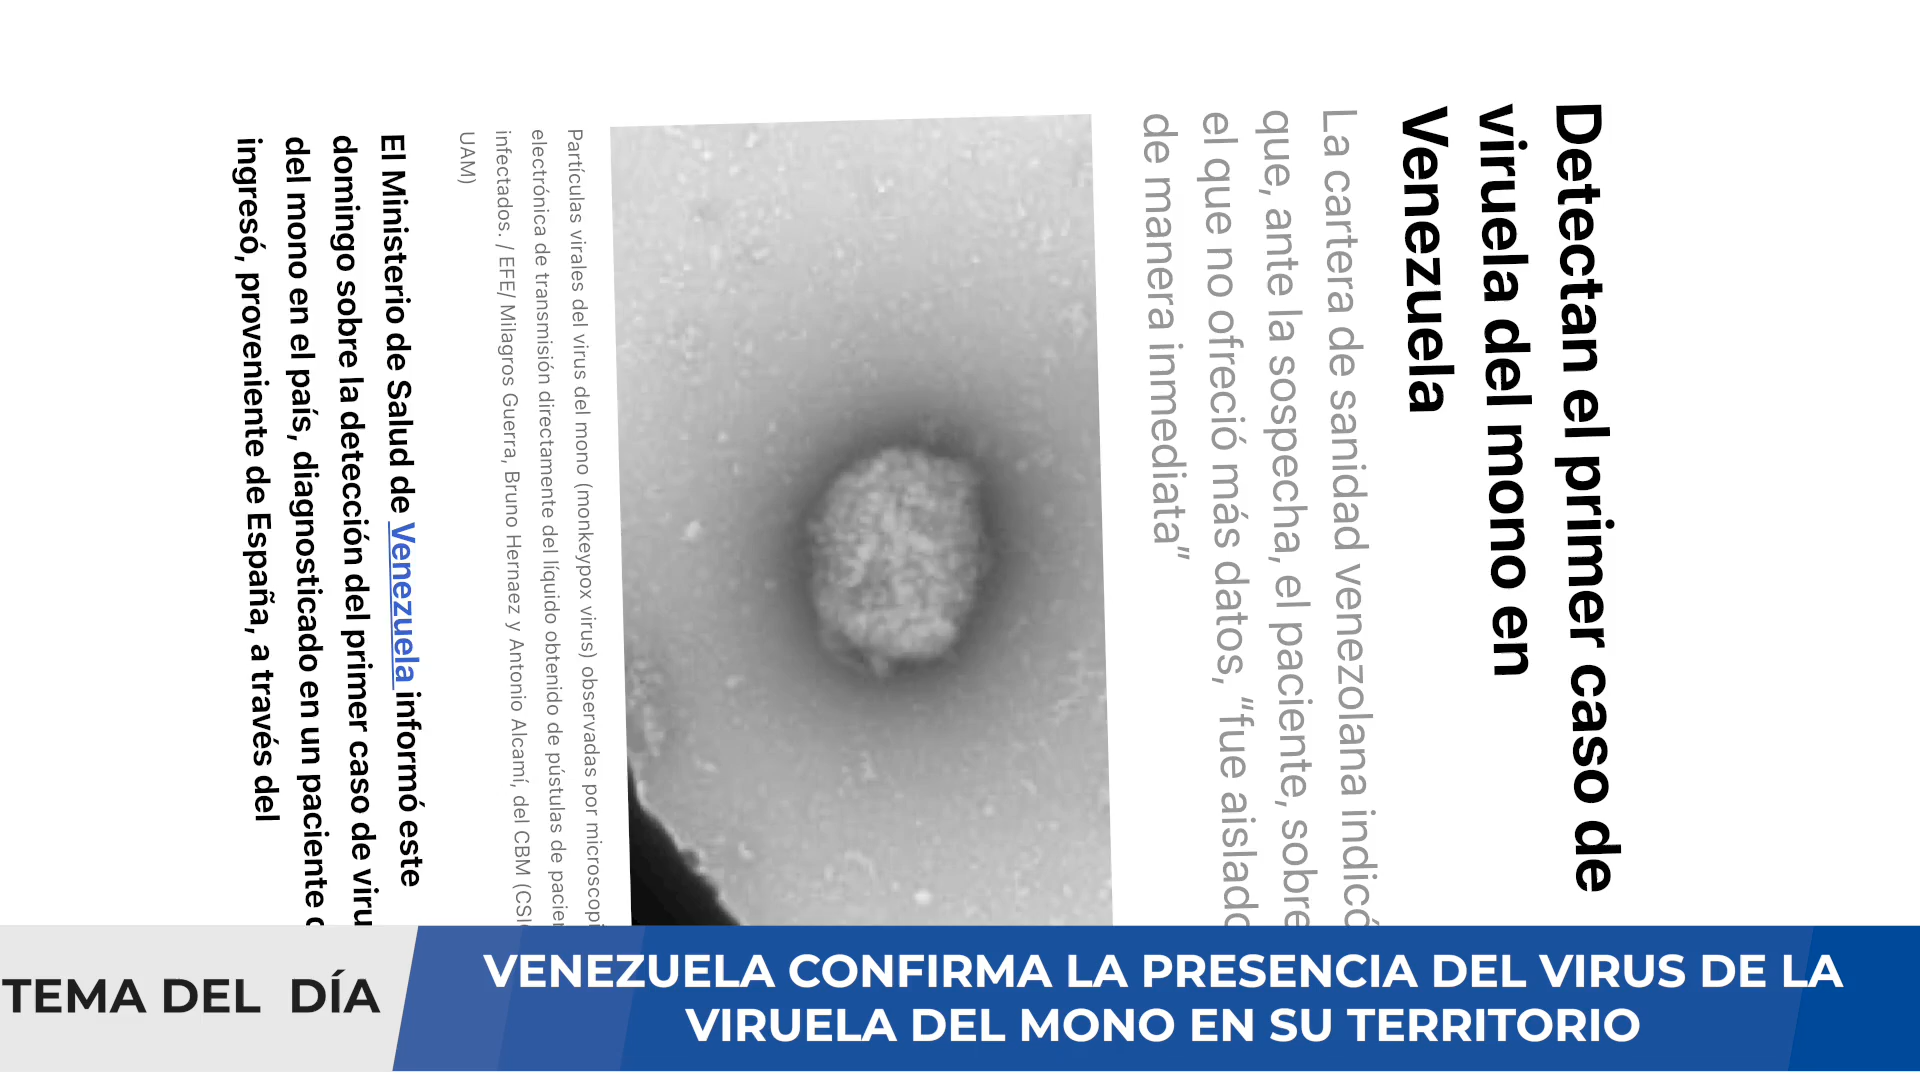 Detectan el primer caso de
viruela del mono en
Venezuela
La cartera de sanidad venezolana indicó
que, ante la sospecha, el paciente, sobre
el que no ofreció más datos, "fue aislado
de manera inmediata"
Partículas virales del virus del mono (monkeypox virus) observadas por microscopi
electrónica de transmisión directamente del líquido obtenido de pústulas de pacien
infectados. / EFE/ Milagros Guerra, Bruno Hernaez y Antonio Alcamí, del CBM (CSIC
UAM)
El Ministerio de Salud de Venezuela informó este
domingo sobre la detección del primer caso de viru
del mono en el país, diagnosticado en un paciente
ingresó, proveniente de España, a través del
TEMA DEL DÍA
VENEZUELA CONFIRMA LA PRESENCIA DEL VIRUS DE LA
VIRUELA DEL MONO EN SU TERRITORIO